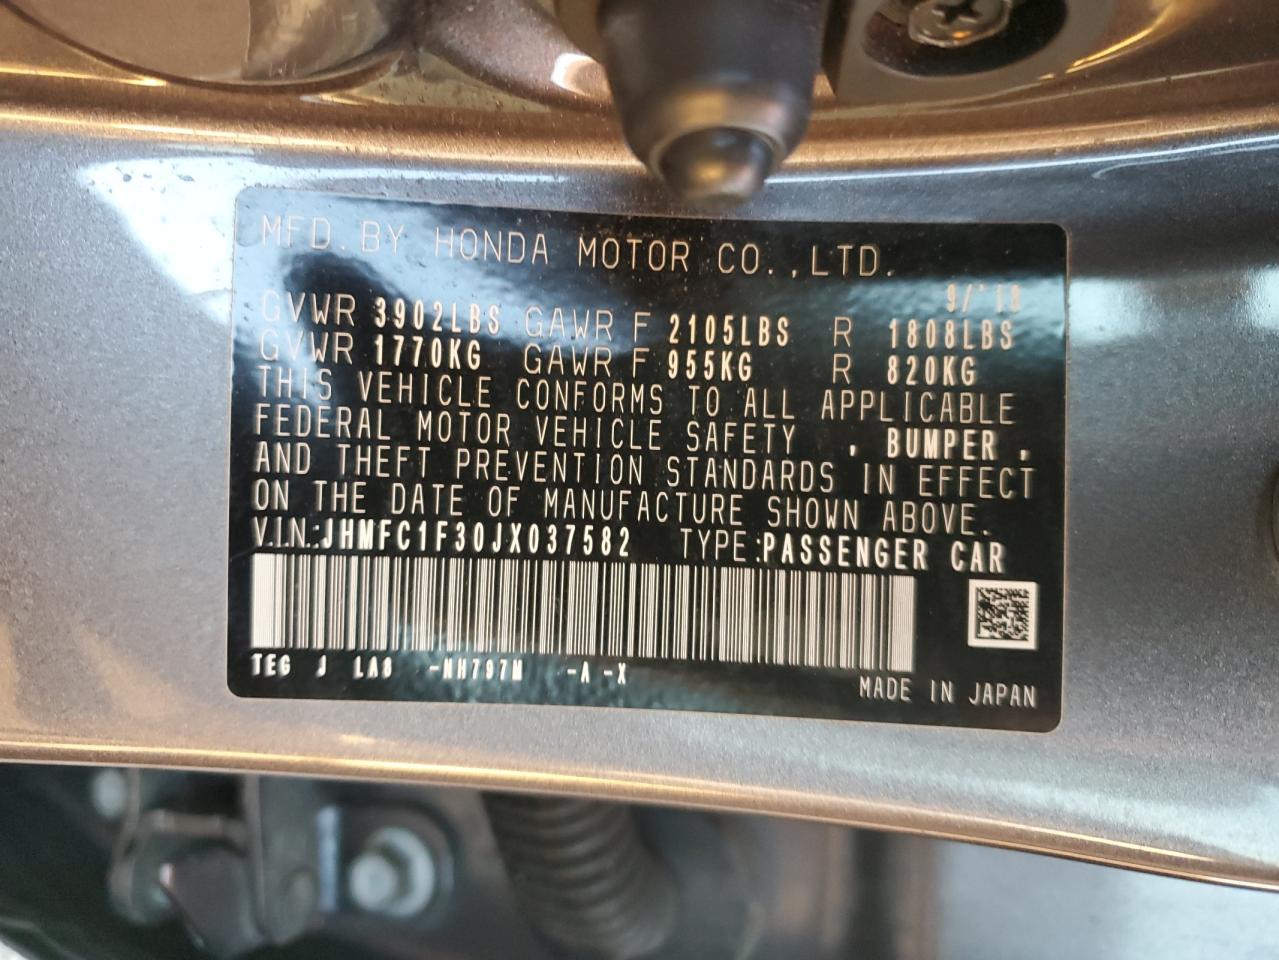 MFD. BY HONDA MOTOR CO.,LTD.
9/'18
GVWR 3902LBS GAWR F 2105LBS R 1808LBS
GVWR 1770KG GAWR F 955KG R 820KG
THIS VEHICLE CONFORMS TO ALL APPLICABLE
FEDERAL MOTOR VEHICLE SAFETY , BUMPER ,
AND THEFT PREVENTION STANDARDS IN EFFECT
ON THE DATE OF MANUFACTURE SHOWN ABOVE.
V.I.N.:JHMFC1F30JX037582 TYPE:PASSENGER CAR
TEG J LA8 -NH797M -A -X
MADE IN JAPAN